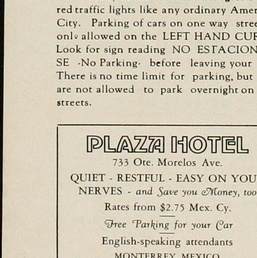 red traffic lights like any ordinary Amer
City. Parking of cars on one way stre
only allowed on the LEFT HAND CUR
Look for sign reading NO ESTACION
SE -No Parking- before leaving your
There is no time limit for parking, but
are not allowed to park overnight on
streets.
PLAZA HOTEL
733 Ote. Morelos Ave.
QUIET - RESTFUL - EASY ON YOU
NERVES - and Save you Money, too
Rates from $2.75 Mex. Cy.
Free Parking for your Car
English-speaking attendants
MONTERREY, MEXICO